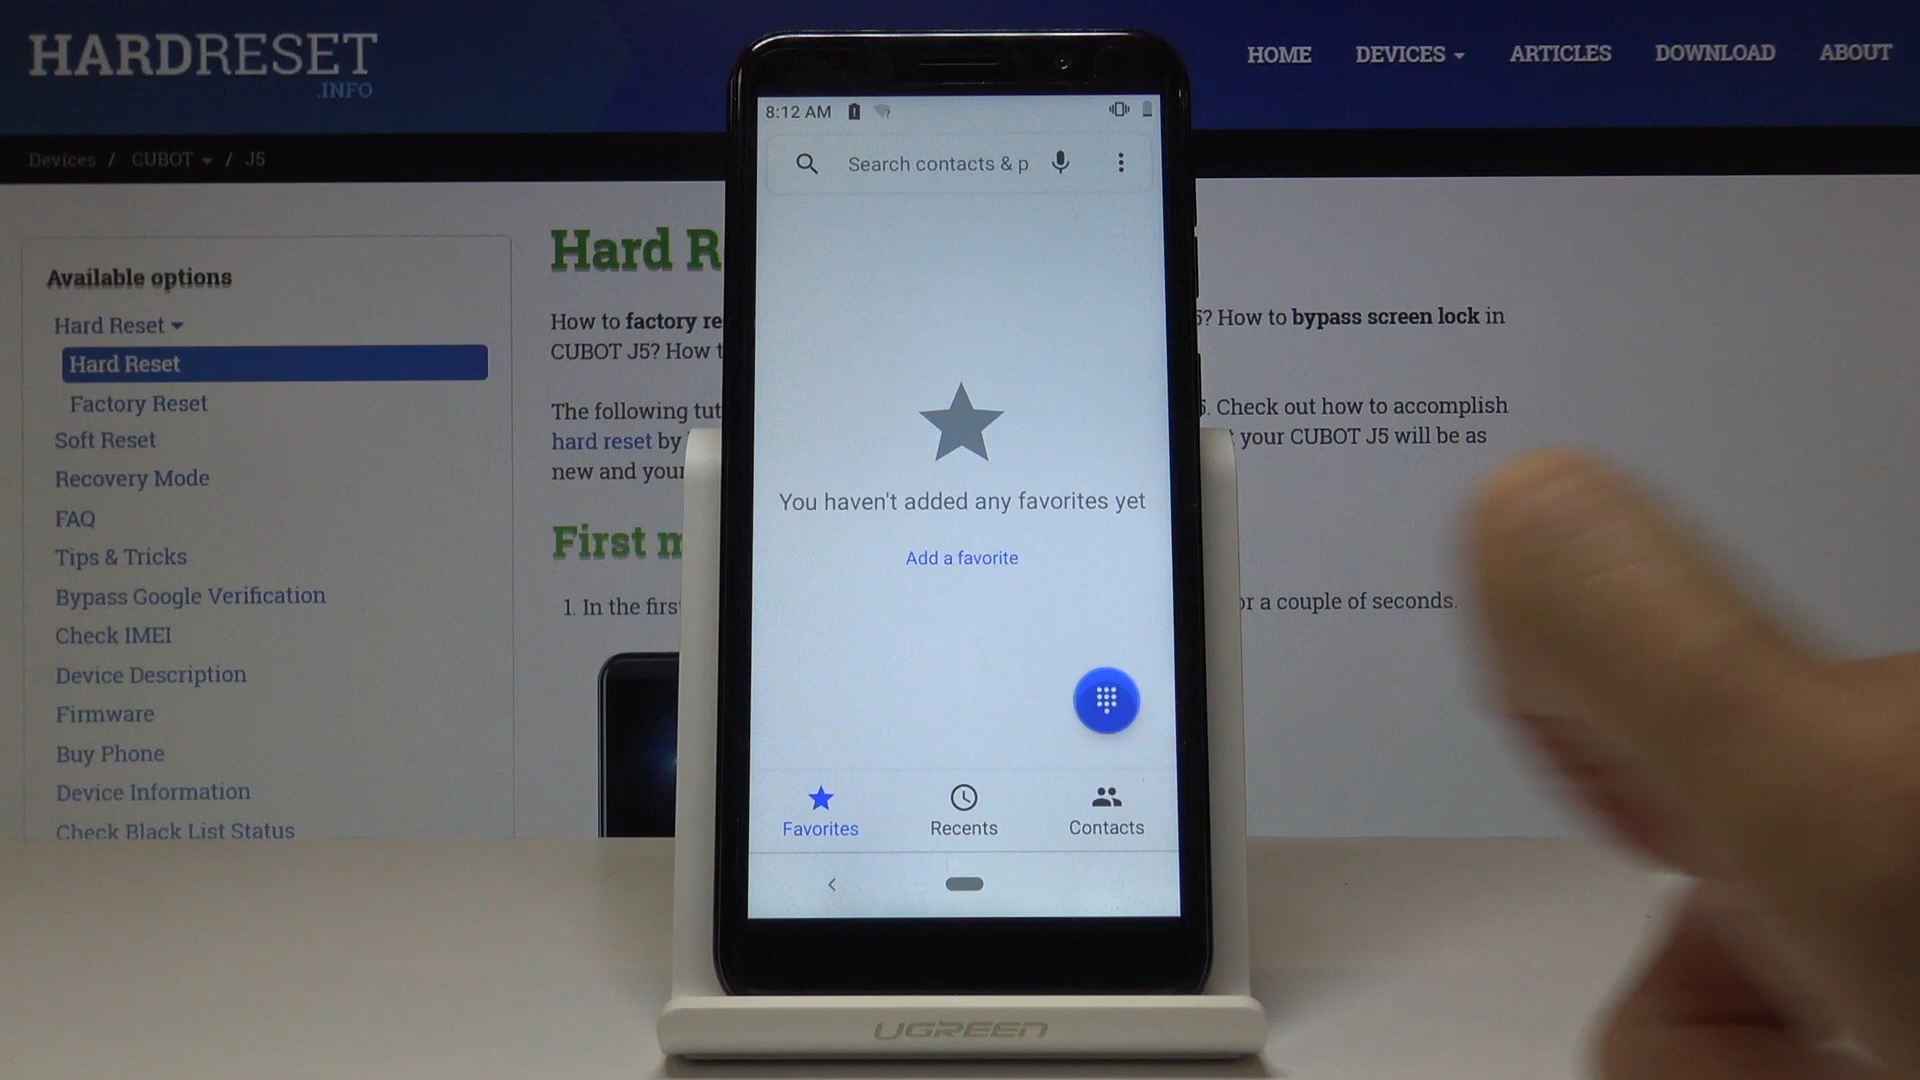 HARDRESET
.INFO
HOME DEVICES ARTICLES DOWNLOAD ABOUT
Devices / CUBOT / J5
Available options
Hard Reset
Hard Reset
Factory Reset
Soft Reset
Recovery Mode
FAQ
Tips & Tricks
Bypass Google Verification
Check IMEI
Device Description
Firmware
Buy Phone
Device Information
Check Black List Status
Hard R
How to factory re 5? How to bypass screen lock in
CUBOT J5? How t
The following tut 5. Check out how to accomplish
hard reset by your CUBOT J5 will be as
new and your
First m
1. In the firs or a couple of seconds.
8:12 AM
Search contacts & p
You haven't added any favorites yet
Add a favorite
Favorites Recents Contacts
UGREEN